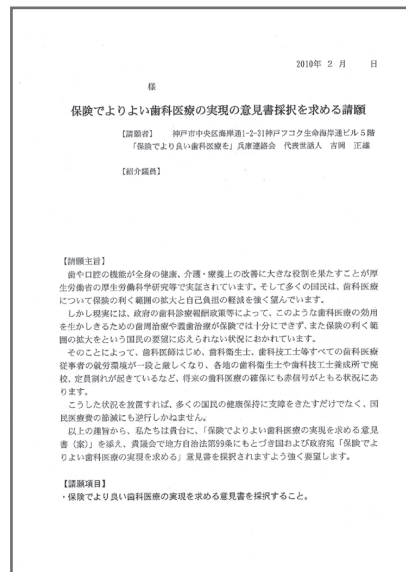 2010年 2 月　　日
様
保険でよりよい歯科医療の実現の意見書採択を求める請願
【請願者】　神戸市中央区海岸通1-2-31神戸フコク生命海岸通ビル５階
「保険でより良い歯科医療を」兵庫連絡会　代表世話人　吉岡　正雄
【紹介議員】
【請願主旨】
歯や口腔の機能が全身の健康、介護・療養上の改善に大きな役割を果たすことが厚
生労働省の厚生労働科学研究等で実証されています。そして多くの国民は、歯科医療
について保険の利く範囲の拡大と自己負担の軽減を強く望んでいます。
しかし現実には、政府の歯科診療報酬政策等によって、このような歯科医療の効用
を生かしきるための歯周治療や義歯治療が保険では十分にできず、また保険の利く範
囲の拡大をという国民の要望に応えられない状況におかれています。
そのことによって、歯科医師はじめ、歯科衛生士、歯科技工士等すべての歯科医療
従事者の就労環境が一段と厳しくなり、各地の歯科衛生士や歯科技工士養成所で廃
校、定員割れが起きているなど、将来の歯科医療の確保にも赤信号がともる状況にあ
ります。
こうした状況を放置すれば、多くの国民の健康保持に支障をきたすだけでなく、国
民医療費の節減にも逆行しかねません。
以上の趣旨から、私たちは貴台に、「保険でよりよい歯科医療の実現を求める意見
書（案）」を添え、貴議会で地方自治法第99条にもとづき国および政府宛「保険でよ
りよい歯科医療の実現を求める」意見書を採択されますよう強く要望します。
【請願項目】
・保険でより良い歯科医療の実現を求める意見書を採択すること。